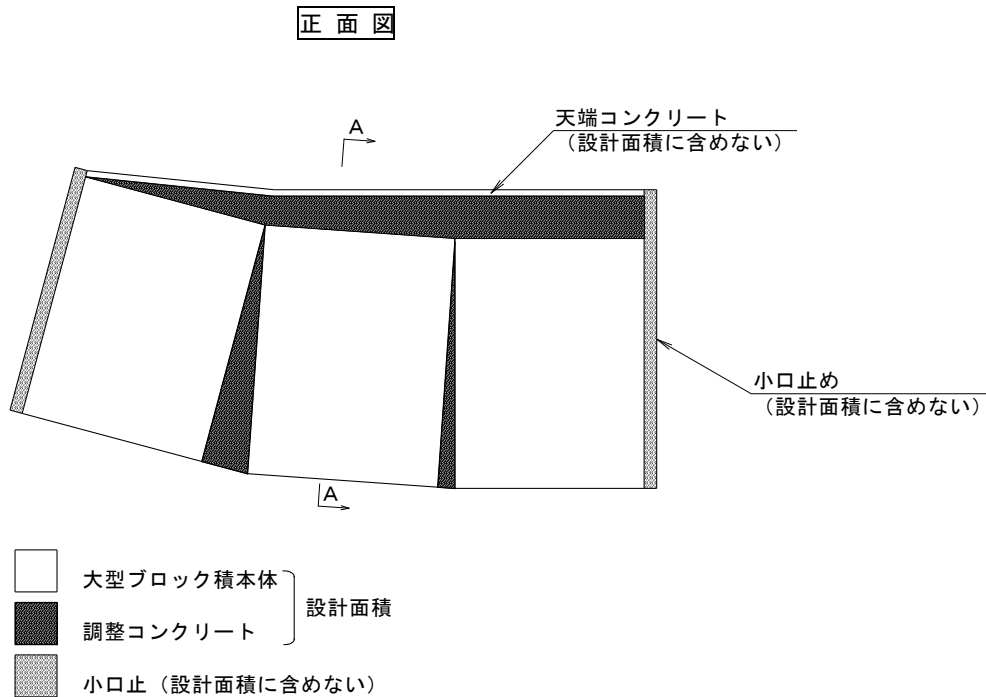 正面図
A
天端コンクリート
（設計面積に含めない）
小口止め
（設計面積に含めない）
A
大型ブロック積本体
設計面積
調整コンクリート
小口止（設計面積に含めない）